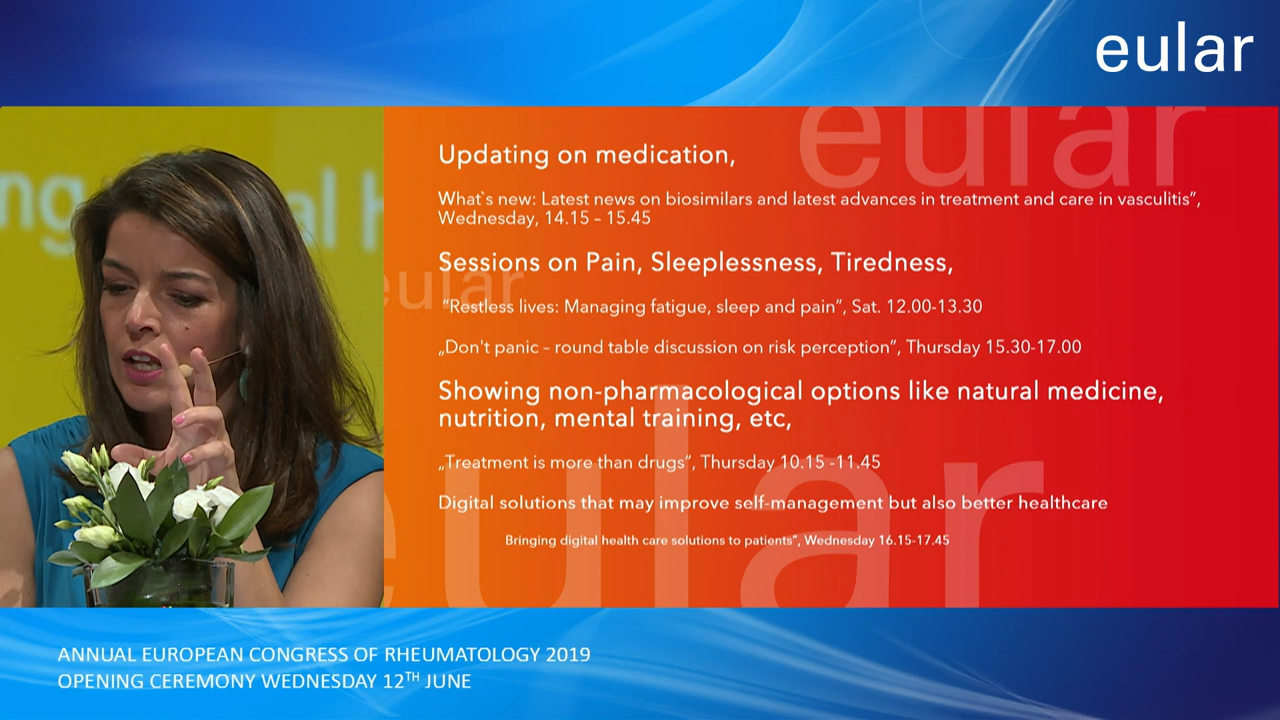 eular
ng
al H
eular
eular
Updating on medication,
What`s new: Latest news on biosimilars and latest advances in treatment and care in vasculitis”,
Wednesday, 14.15 – 15.45
Sessions on Pain, Sleeplessness, Tiredness,
“Restless lives: Managing fatigue, sleep and pain”, Sat. 12.00-13.30
„Don't panic – round table discussion on risk perception”, Thursday 15.30-17.00
Showing non-pharmacological options like natural medicine,
nutrition, mental training, etc,
„Treatment is more than drugs”, Thursday 10.15 -11.45
Digital solutions that may improve self-management but also better healthcare
Bringing digital health care solutions to patients”, Wednesday 16.15-17.45
eular
ANNUAL EUROPEAN CONGRESS OF RHEUMATOLOGY 2019
OPENING CEREMONY WEDNESDAY 12TH JUNE